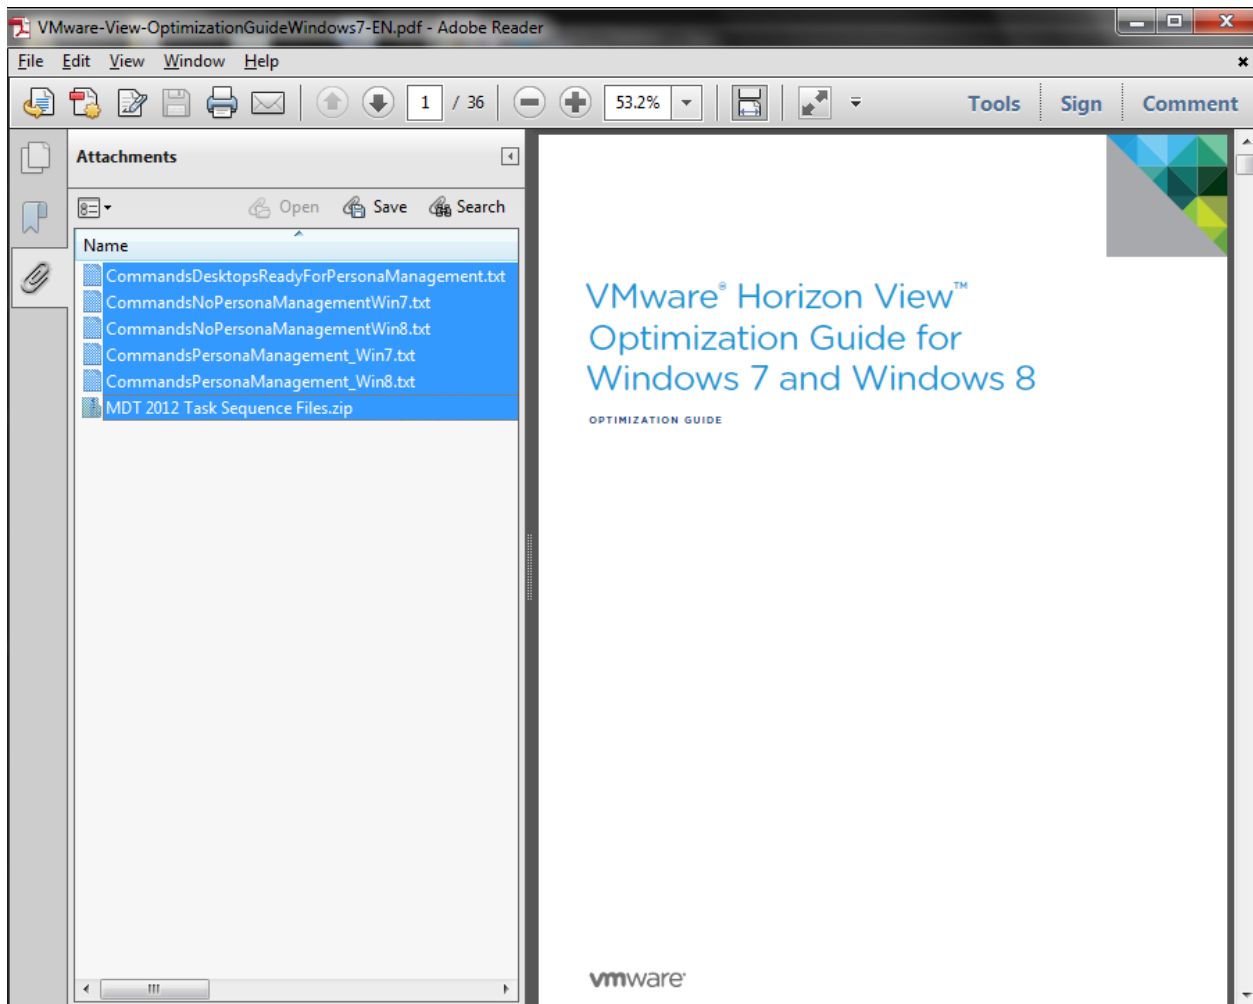 VMware-View-OptimizationGuideWindows7-EN.pdf - Adobe Reader
File Edit View Window Help
1 / 36 53.2% Tools Sign Comment
Attachments
Open Save Search
Name
CommandsDesktopsReadyForPersonaManagement.txt
CommandsNoPersonaManagementWin7.txt
CommandsNoPersonaManagementWin8.txt
CommandsPersonaManagement_Win7.txt
CommandsPersonaManagement_Win8.txt
MDT 2012 Task Sequence Files.zip
VMware® Horizon View™
Optimization Guide for
Windows 7 and Windows 8
OPTIMIZATION GUIDE
vmware®